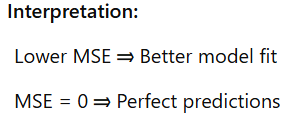 Interpretation:
Lower MSE ⇒ Better model fit
MSE = 0 ⇒ Perfect predictions